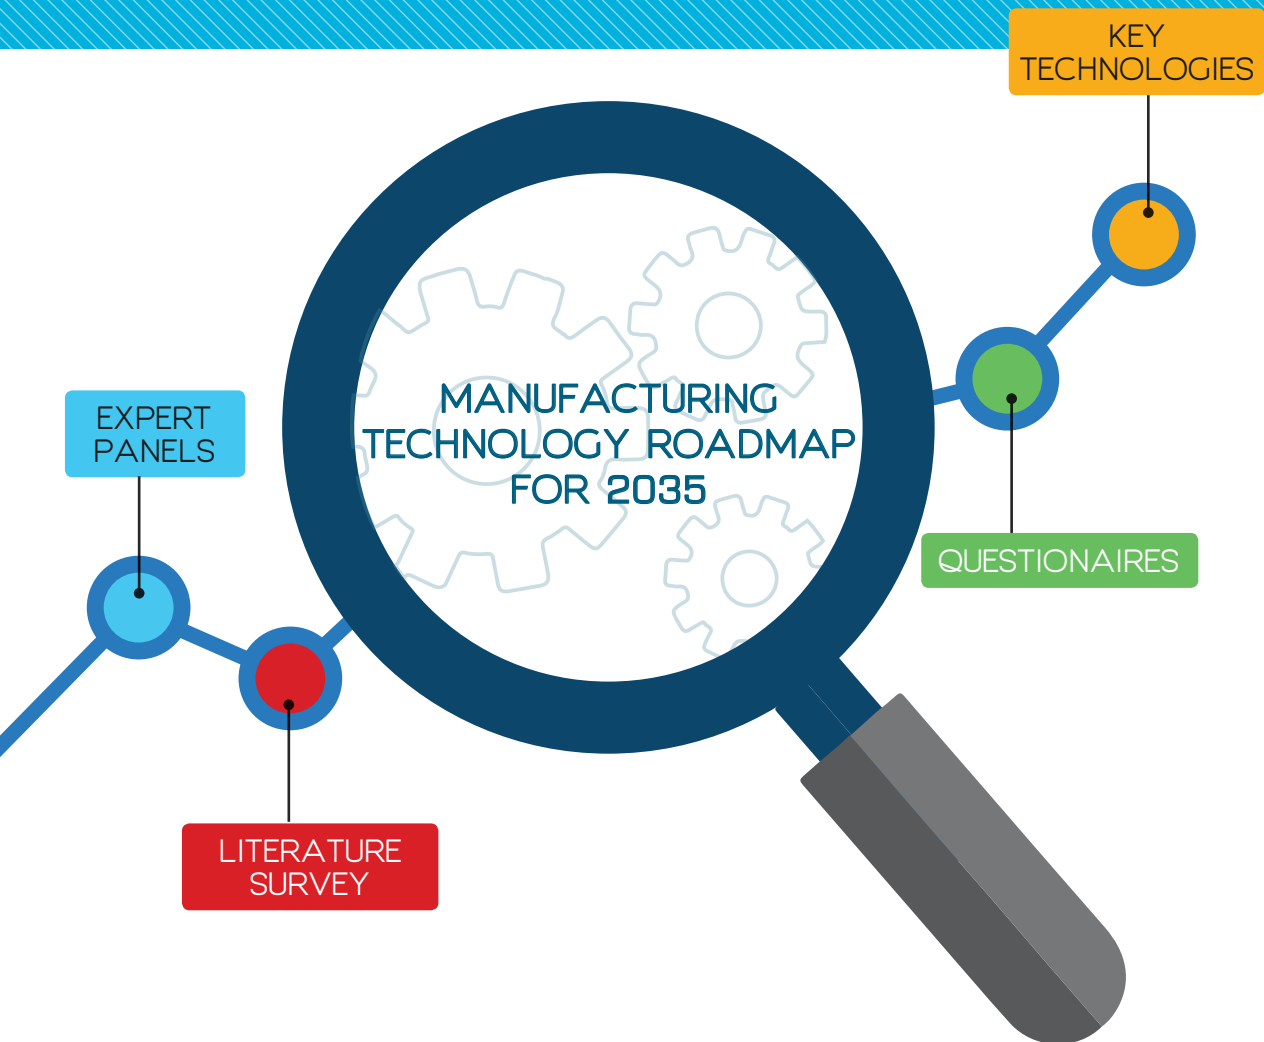 KEY
TECHNOLOGIES
MANUFACTURING
TECHNOLOGY ROADMAP
FOR 2035
EXPERT
PANELS
QUESTIONAIRES
LITERATURE
SURVEY